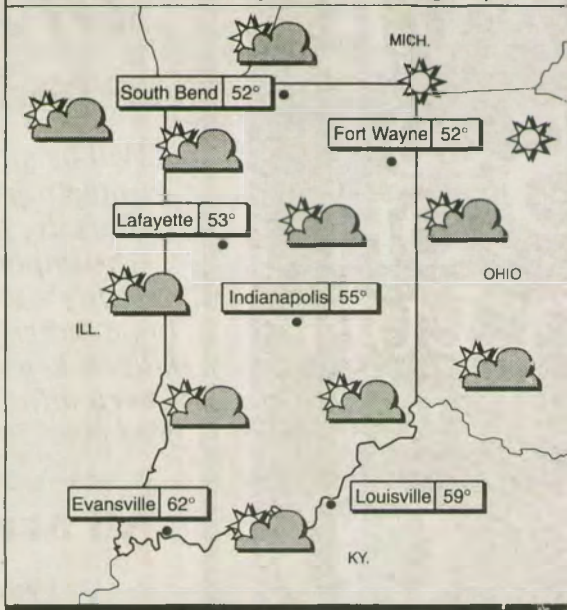 MICH.
South Bend 52°
Fort Wayne 52°
Lafayette 53°
OHIO
Indianapolis 55°
ILL.
Evansville 62°
Louisville 59°
KY.